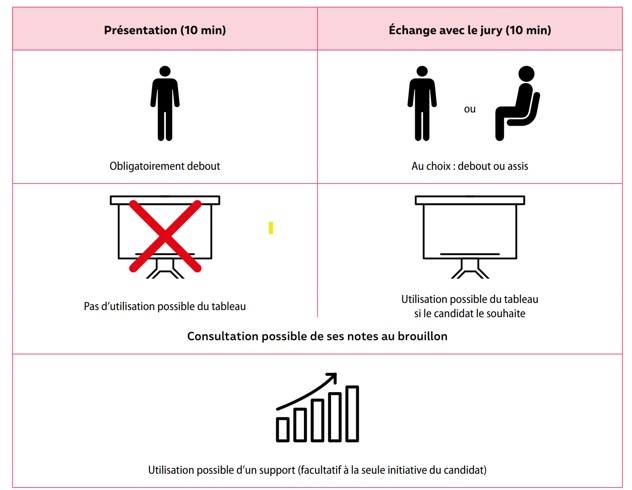 Présentation (10 min)
Échange avec le jury (10 min)
ou
Obligatoirement debout
Au choix : debout ou assis
Pas d’utilisation possible du tableau
Utilisation possible du tableau
si le candidat le souhaite
Consultation possible de ses notes au brouillon
Utilisation possible d’un support (facultatif à la seule initiative du candidat)